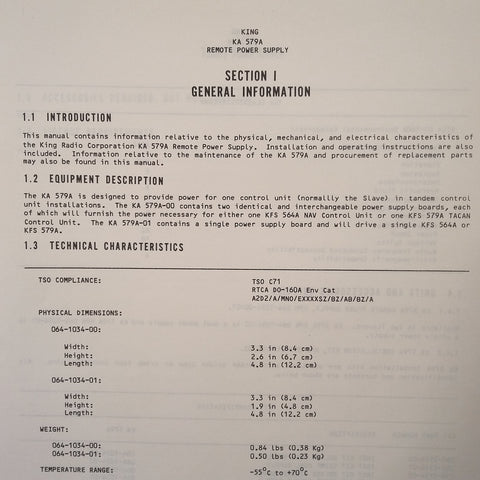 KING
KA 579A
REMOTE POWER SUPPLY
SECTION I
GENERAL INFORMATION
1.1 INTRODUCTION
This manual contains information relative to the physical, mechanical, and electrical characteristics of
the King Radio Corporation KA 579A Remote Power Supply. Installation and operating instructions are also
included. Information relative to the maintenance of the KA 579A and procurement of replacement parts
may also be found in this manual.
1.2 EQUIPMENT DESCRIPTION
The KA 579A is designed to provide power for one control unit (normallly the Slave) in tandem control
unit installations. The KA 579A-00 contains two identical and interchangeable power supply boards, each
of which will furnish the power necessary for either one KFS 564A NAV Control Unit or one KFS 579A TACAN
Control Unit. The KA 579A-01 contains a single power supply board and will drive a single KFS 564A or
KFS 579A.
1.3 TECHNICAL CHARACTERISTICS
TSO COMPLIANCE: TSO C71
RTCA DO-160A Env Cat
A2D2/A/MNO/EXXXXSZ/BZ/AB/BZ/A
PHYSICAL DIMENSIONS:
064-1034-00:
Width: 3.3 in (8.4 cm)
Height: 2.6 in (6.7 cm)
Length: 4.8 in (12.2 cm)
064-1034-01:
Width: 3.3 in (8.4 cm)
Height: 1.9 in (4.8 cm)
Length: 4.8 in (12.2 cm)
WEIGHT:
064-1034-00: 0.84 lbs (0.38 Kg)
064-1034-01: 0.50 lbs (0.23 Kg)
TEMPERATURE RANGE: -55°C to +70°C